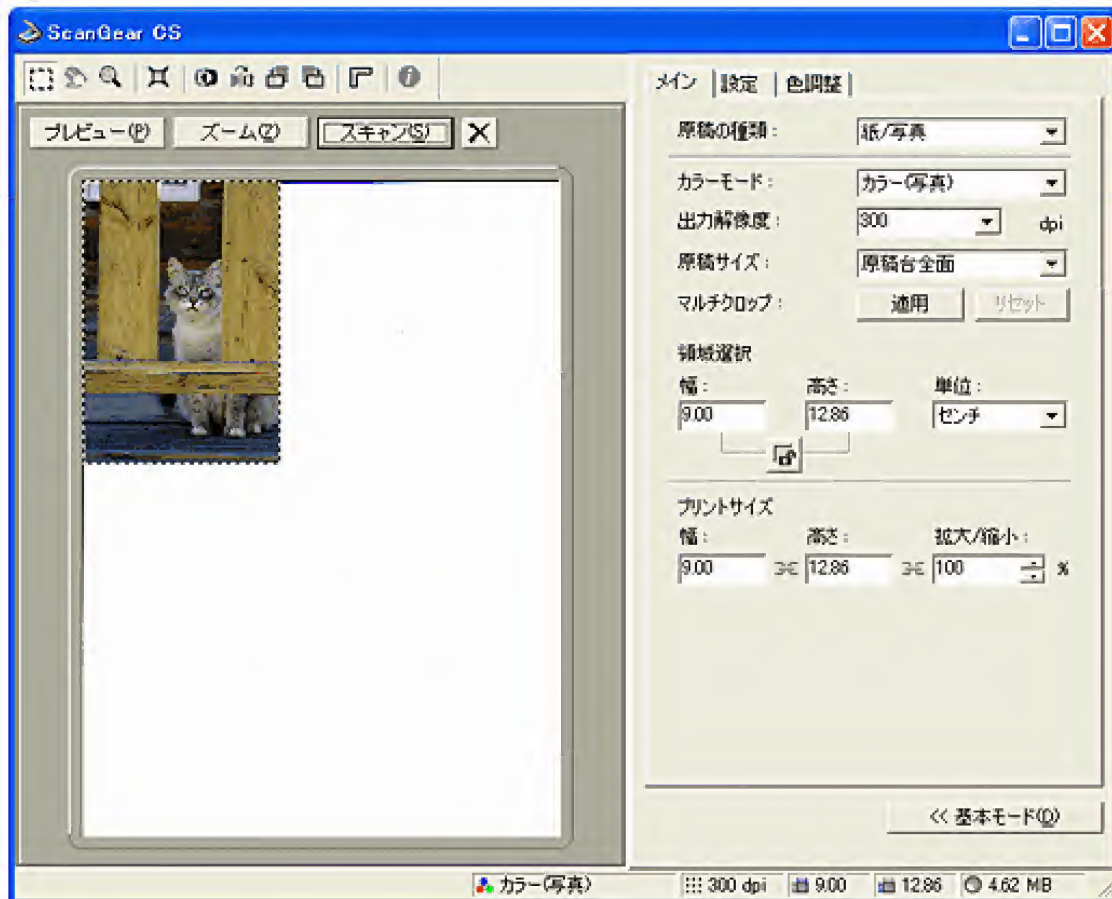 ScanGear CS
プレビュー(P) ズーム(Z) スキャン(S)
メイン 設定 色調整
原稿の種類： 紙/写真
カラーモード： カラー(写真)
出力解像度： 300 dpi
原稿サイズ： 原稿台全面
マルチクロップ： 適用 リセット
領域選択
幅： 高さ： 単位：
9.00 12.86 センチ
プリントサイズ
幅： 高さ： 拡大/縮小：
9.00 12.86 100 %
<< 基本モード(O)
カラー(写真) 300 dpi 9.00 12.86 4.62 MB